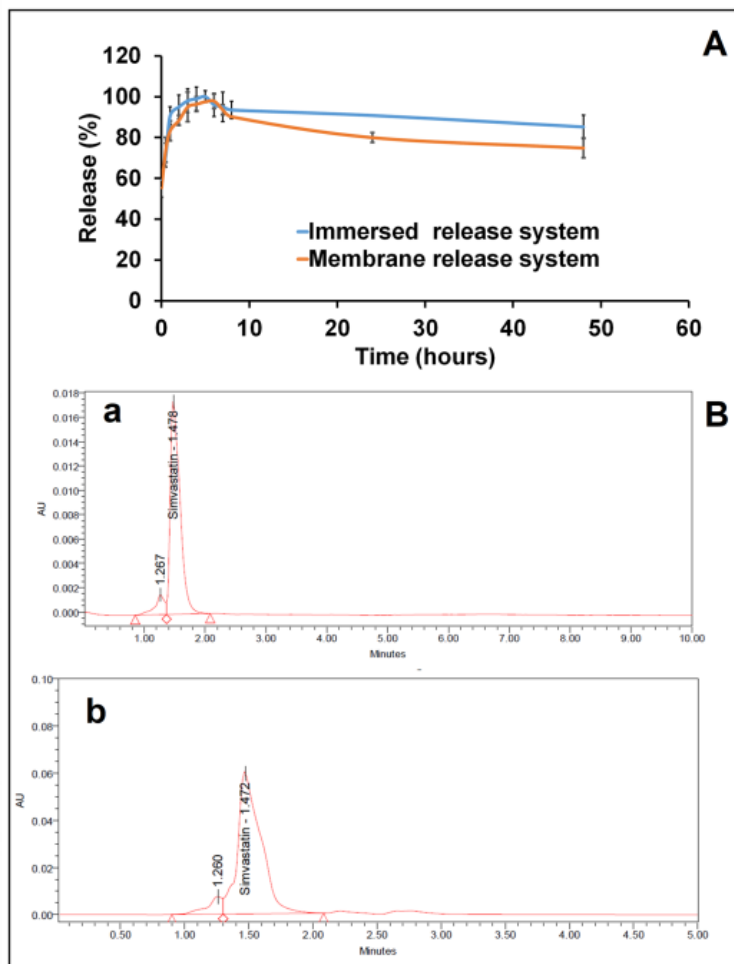 A
120
100
80
60
40
20
0
Release (%)
Immersed release system
Membrane release system
0 10 20 30 40 50 60
Time (hours)
a
B
0.018
0.016
0.014
0.012
0.010
0.008
0.006
0.004
0.002
0.000
AU
1.267
Simvastatin - 1.478
1.00 2.00 3.00 4.00 5.00 6.00 7.00 8.00 9.00 10.00
Minutes
b
0.10
0.08
0.06
0.04
0.02
0.00
AU
1.260
Simvastatin - 1.472
0.50 1.00 1.50 2.00 2.50 3.00 3.50 4.00 4.50 5.00
Minutes